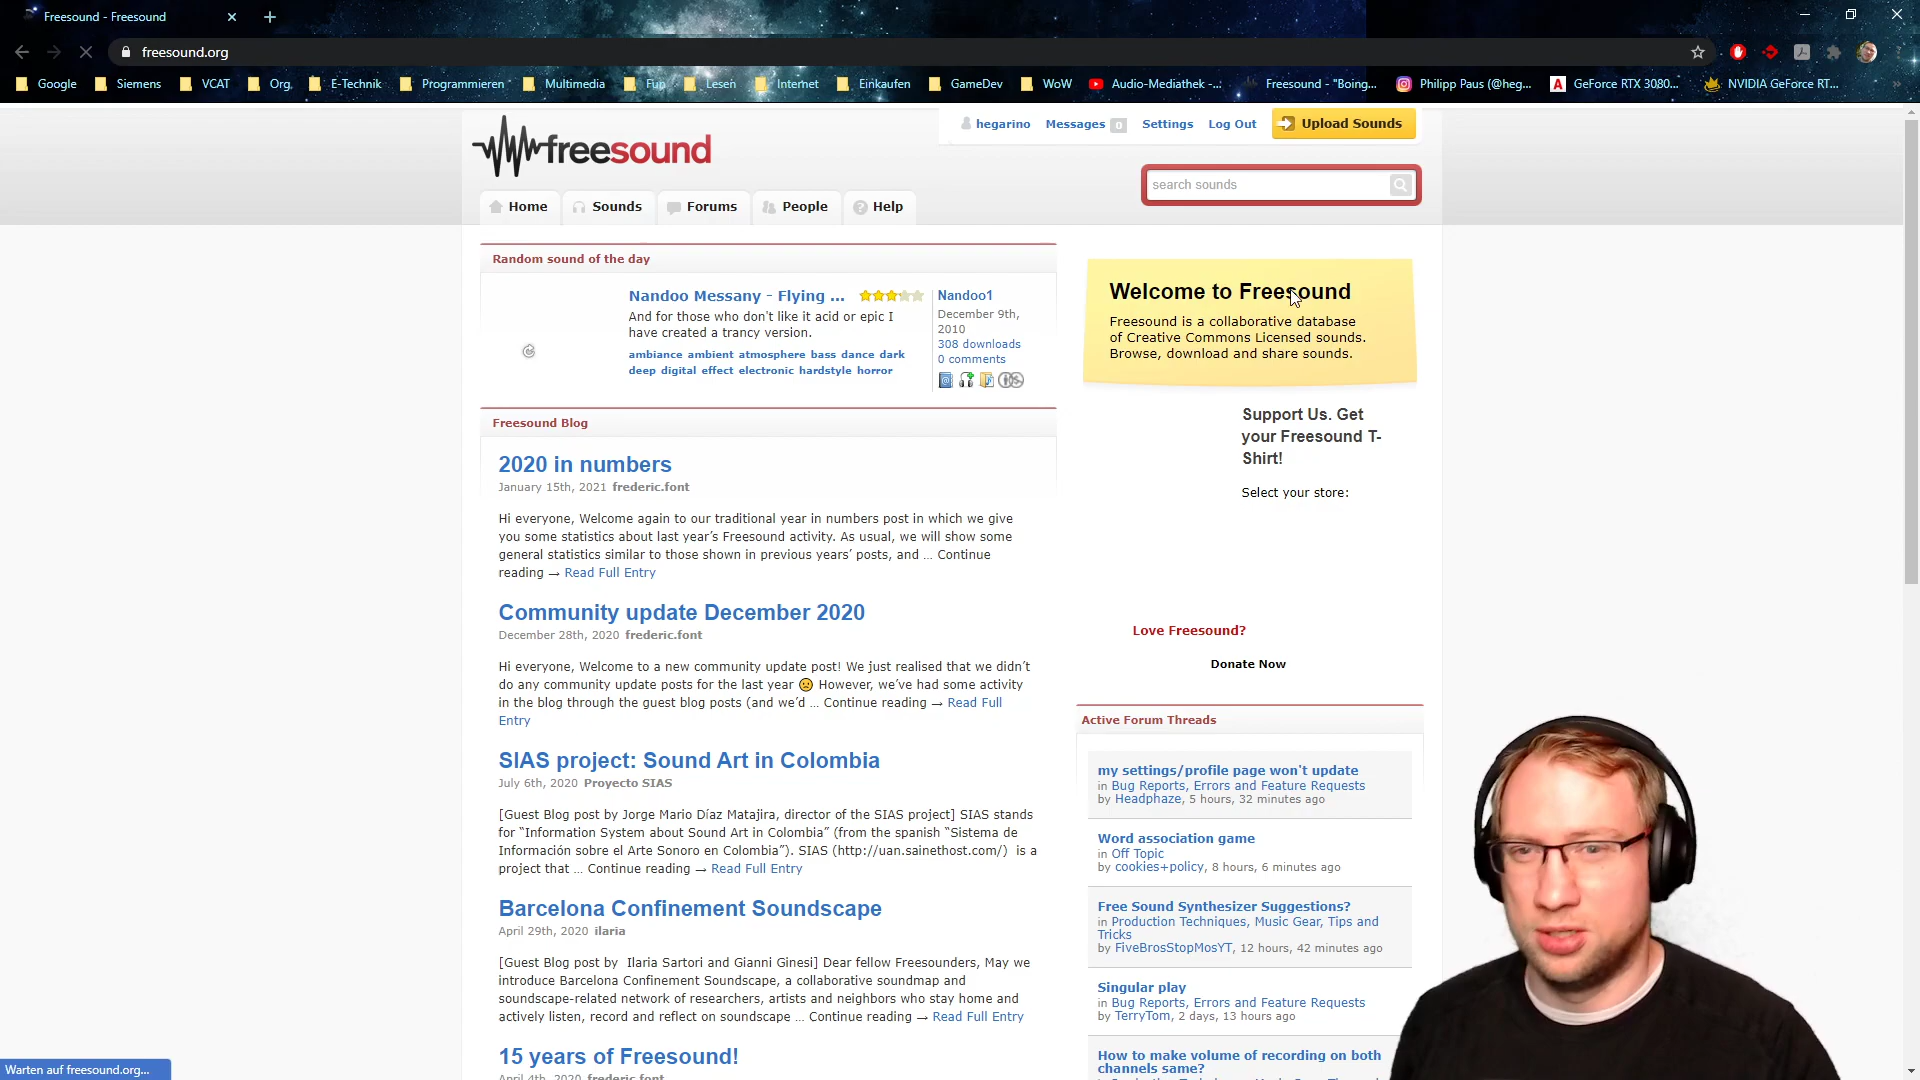 Freesound - Freesound
freesound.org
Google Siemens VCAT Org. E-Technik Programmieren Multimedia Fun Lesen Internet Einkaufen GameDev WoW Audio-Mediathek -... Freesound - "Boing... Philipp Paus (@heg... GeForce RTX 3080... NVIDIA GeForce RT...
hegarino Messages 0 Settings Log Out Upload Sounds
freesound
search sounds
Home Sounds Forums People Help
Random sound of the day
Nandoo Messany - Flying ...
And for those who don't like it acid or epic I
have created a trancy version.
ambiance ambient atmosphere bass dance dark
deep digital effect electronic hardstyle horror
Nandoo1
December 9th,
2010
308 downloads
0 comments
Welcome to Freesound
Freesound is a collaborative database
of Creative Commons Licensed sounds.
Browse, download and share sounds.
Support Us. Get
your Freesound T-
Shirt!
Select your store:
Love Freesound?
Donate Now
Freesound Blog
2020 in numbers
January 15th, 2021 frederic.font
Hi everyone, Welcome again to our traditional year in numbers post in which we give
you some statistics about last year’s Freesound activity. As usual, we will show some
general statistics similar to those shown in previous years’ posts, and … Continue
reading → Read Full Entry
Community update December 2020
December 28th, 2020 frederic.font
Hi everyone, Welcome to a new community update post! We just realised that we didn’t
do any community update posts for the last year 😟 However, we’ve had some activity
in the blog through the guest blog posts (and we’d … Continue reading → Read Full
Entry
SIAS project: Sound Art in Colombia
July 6th, 2020 Proyecto SIAS
[Guest Blog post by Jorge Mario Díaz Matajira, director of the SIAS project] SIAS stands
for “Information System about Sound Art in Colombia” (from the spanish “Sistema de
Información sobre el Arte Sonoro en Colombia”). SIAS (http://uan.sainethost.com/) is a
project that … Continue reading → Read Full Entry
Barcelona Confinement Soundscape
April 29th, 2020 ilaria
[Guest Blog post by Ilaria Sartori and Gianni Ginesi] Dear fellow Freesounders, May we
introduce Barcelona Confinement Soundscape, a collaborative soundmap and
soundscape-related network of researchers, artists and neighbors who stay home and
actively listen, record and reflect on soundscape … Continue reading → Read Full Entry
15 years of Freesound!
April 4th, 2020 frederic.font
Active Forum Threads
my settings/profile page won't update
in Bug Reports, Errors and Feature Requests
by Headphaze, 5 hours, 32 minutes ago
Word association game
in Off Topic
by cookies+policy, 8 hours, 6 minutes ago
Free Sound Synthesizer Suggestions?
in Production Techniques, Music Gear, Tips and
Tricks
by FiveBrosStopMosYT, 12 hours, 42 minutes ago
Singular play
in Bug Reports, Errors and Feature Requests
by TerryTom, 2 days, 13 hours ago
How to make volume of recording on both
channels same?
Warten auf freesound.org...